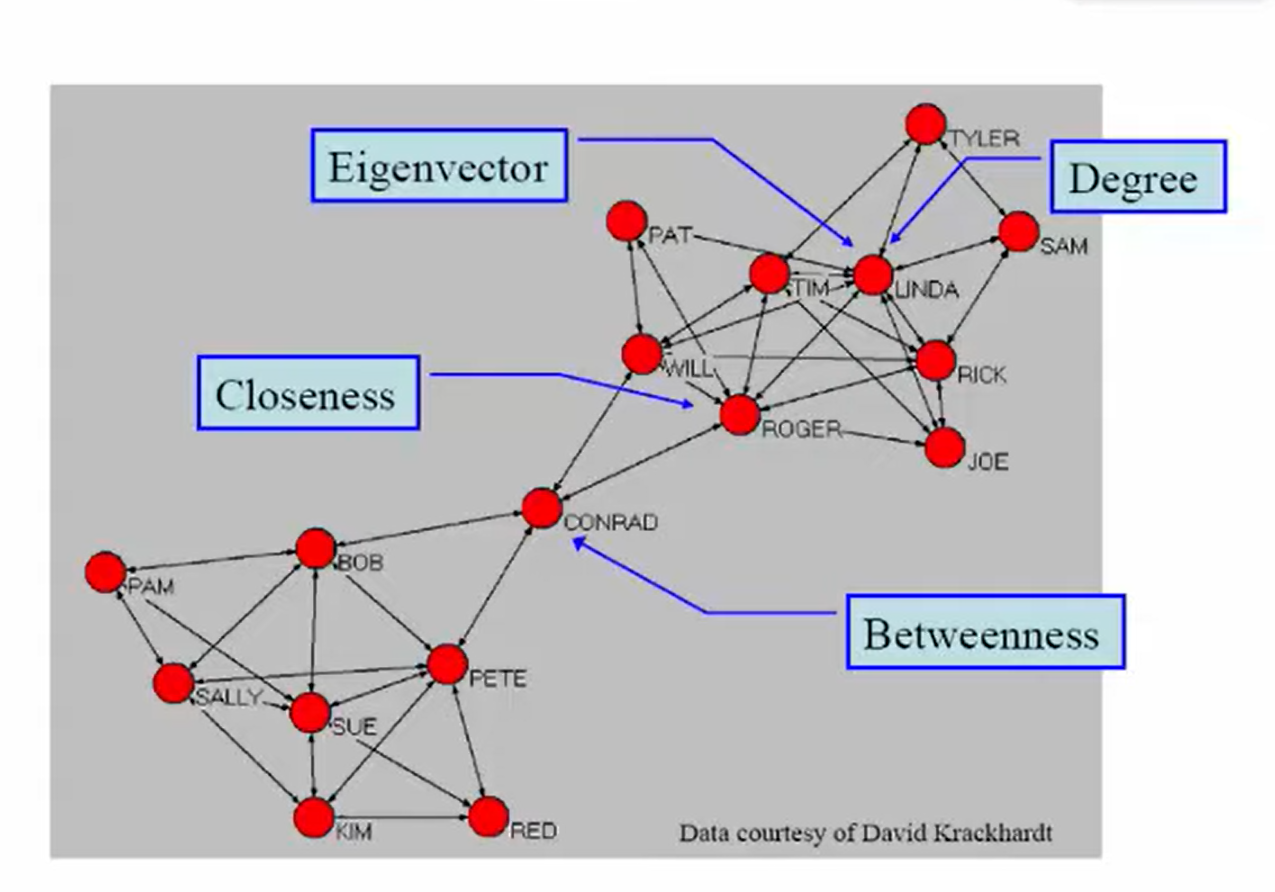 TYLER
Eigenvector
Degree
PAT
SAM
TIM
LINDA
WILL
RICK
Closeness
ROGER
JOE
CONRAD
BOB
PAM
Betweenness
PETE
SALLY
SUE
KIM
RED
Data courtesy of David Krackhardt